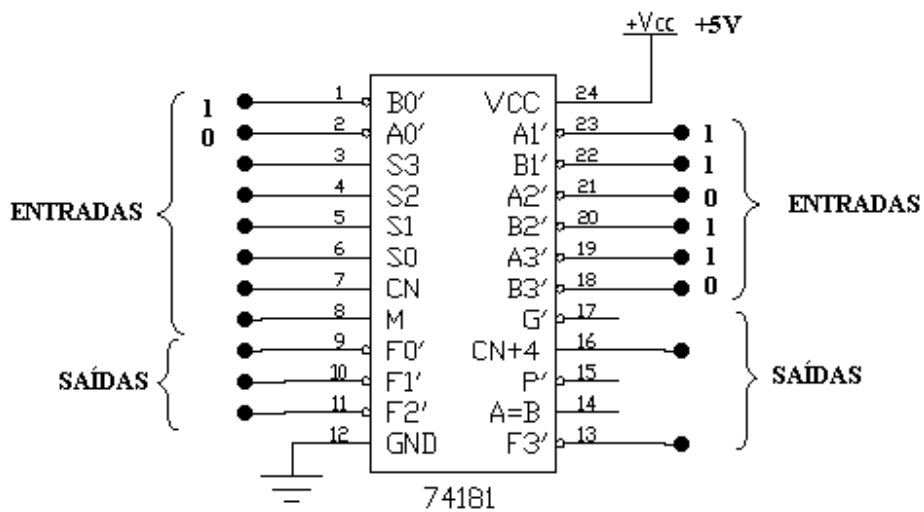 +Vcc +5V
1 1 B0' VCC 24
0 2 A0' A1' 23 1
3 S3 B1' 22 1
4 S2 A2' 21 0
ENTRADAS 5 S1 B2' 20 1 ENTRADAS
6 S0 A3' 19 1
7 CN B3' 18 0
8 M G' 17
9 F0' CN+4 16
SAÍDAS 10 F1' P' 15 SAÍDAS
11 F2' A=B 14
12 GND F3' 13
74181